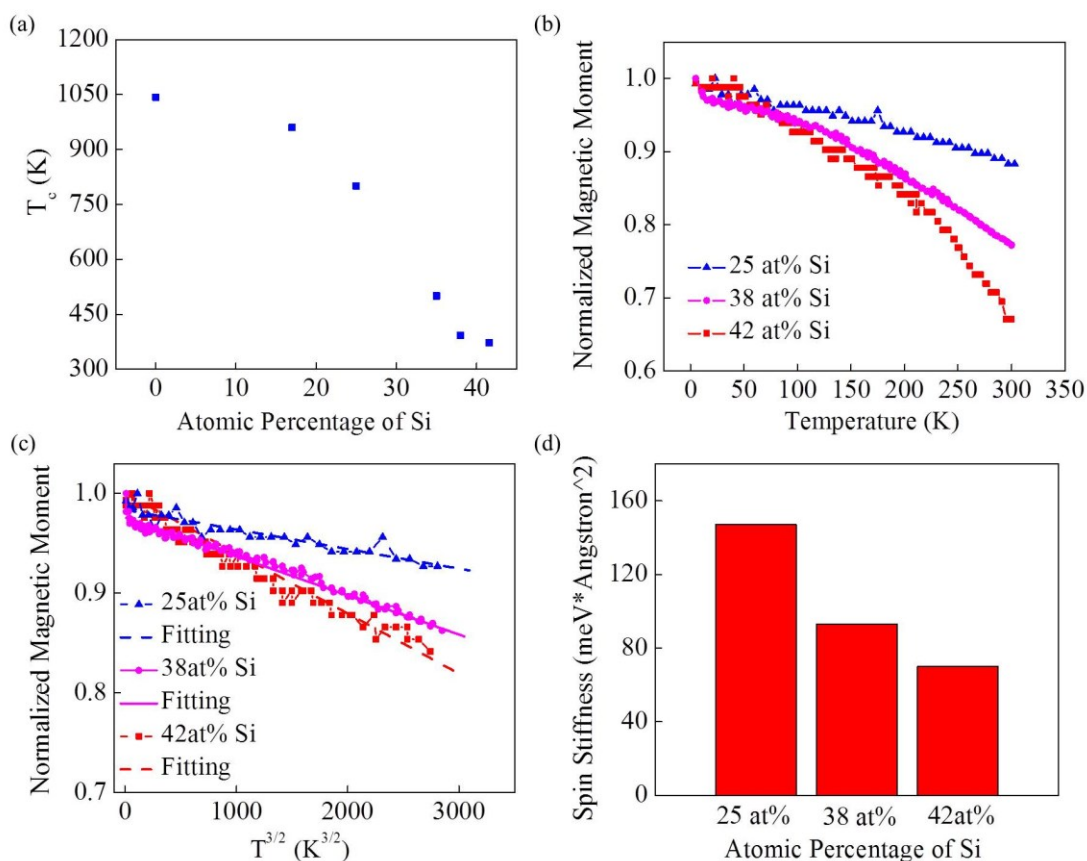 (a)
1200
1050
900
750
600
450
300
T_c (K)
0 10 20 30 40
Atomic Percentage of Si
(b)
1.0
0.9
0.8
0.7
0.6
Normalized Magnetic Moment
25 at% Si
38 at% Si
42 at% Si
0 50 100 150 200 250 300 350
Temperature (K)
(c)
1.0
0.9
0.8
0.7
Normalized Magnetic Moment
25at% Si
Fitting
38at% Si
Fitting
42at% Si
Fitting
0 1000 2000 3000
T^{3/2} (K^{3/2})
(d)
160
120
80
40
0
Spin Stiffness (meV*Angstron^2)
25 at% 38 at% 42at%
Atomic Percentage of Si